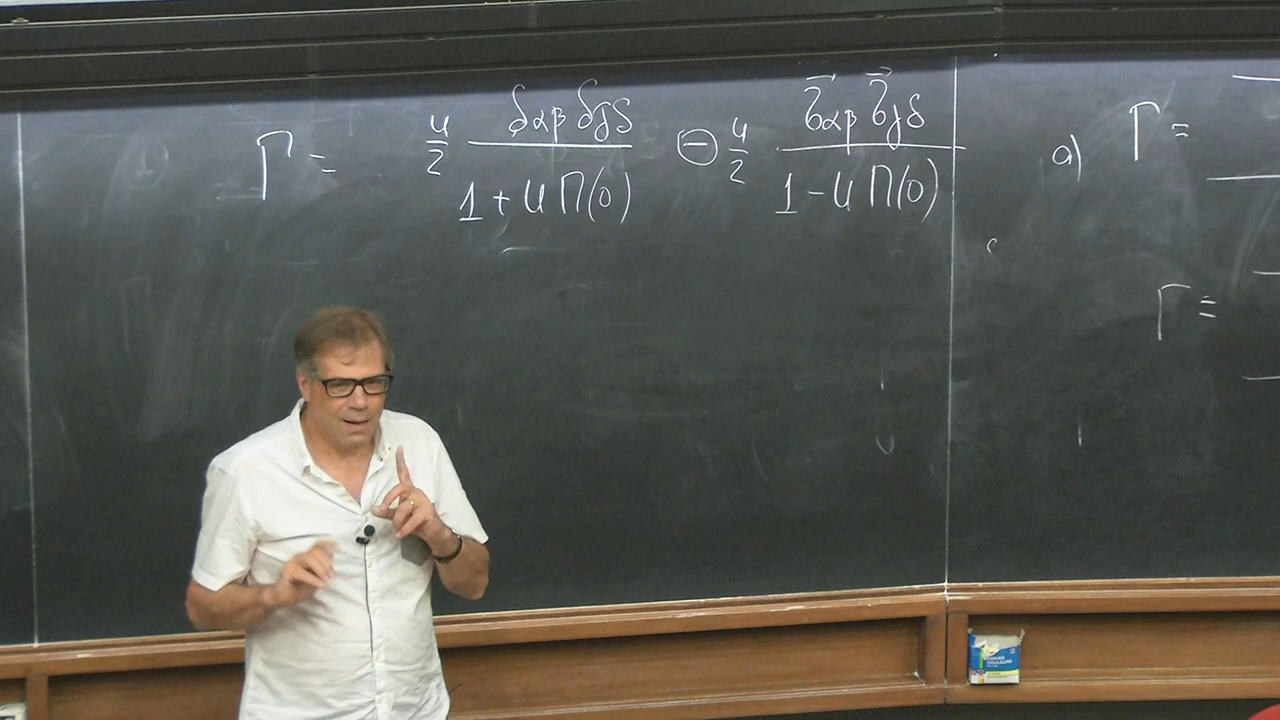 Γ = U/2 δαβ δγδ / 1 + U Π(0) ⊖ U/2 σ⃗αβ σ⃗γδ / 1 - U Π(0)
a) Γ =
Γ =